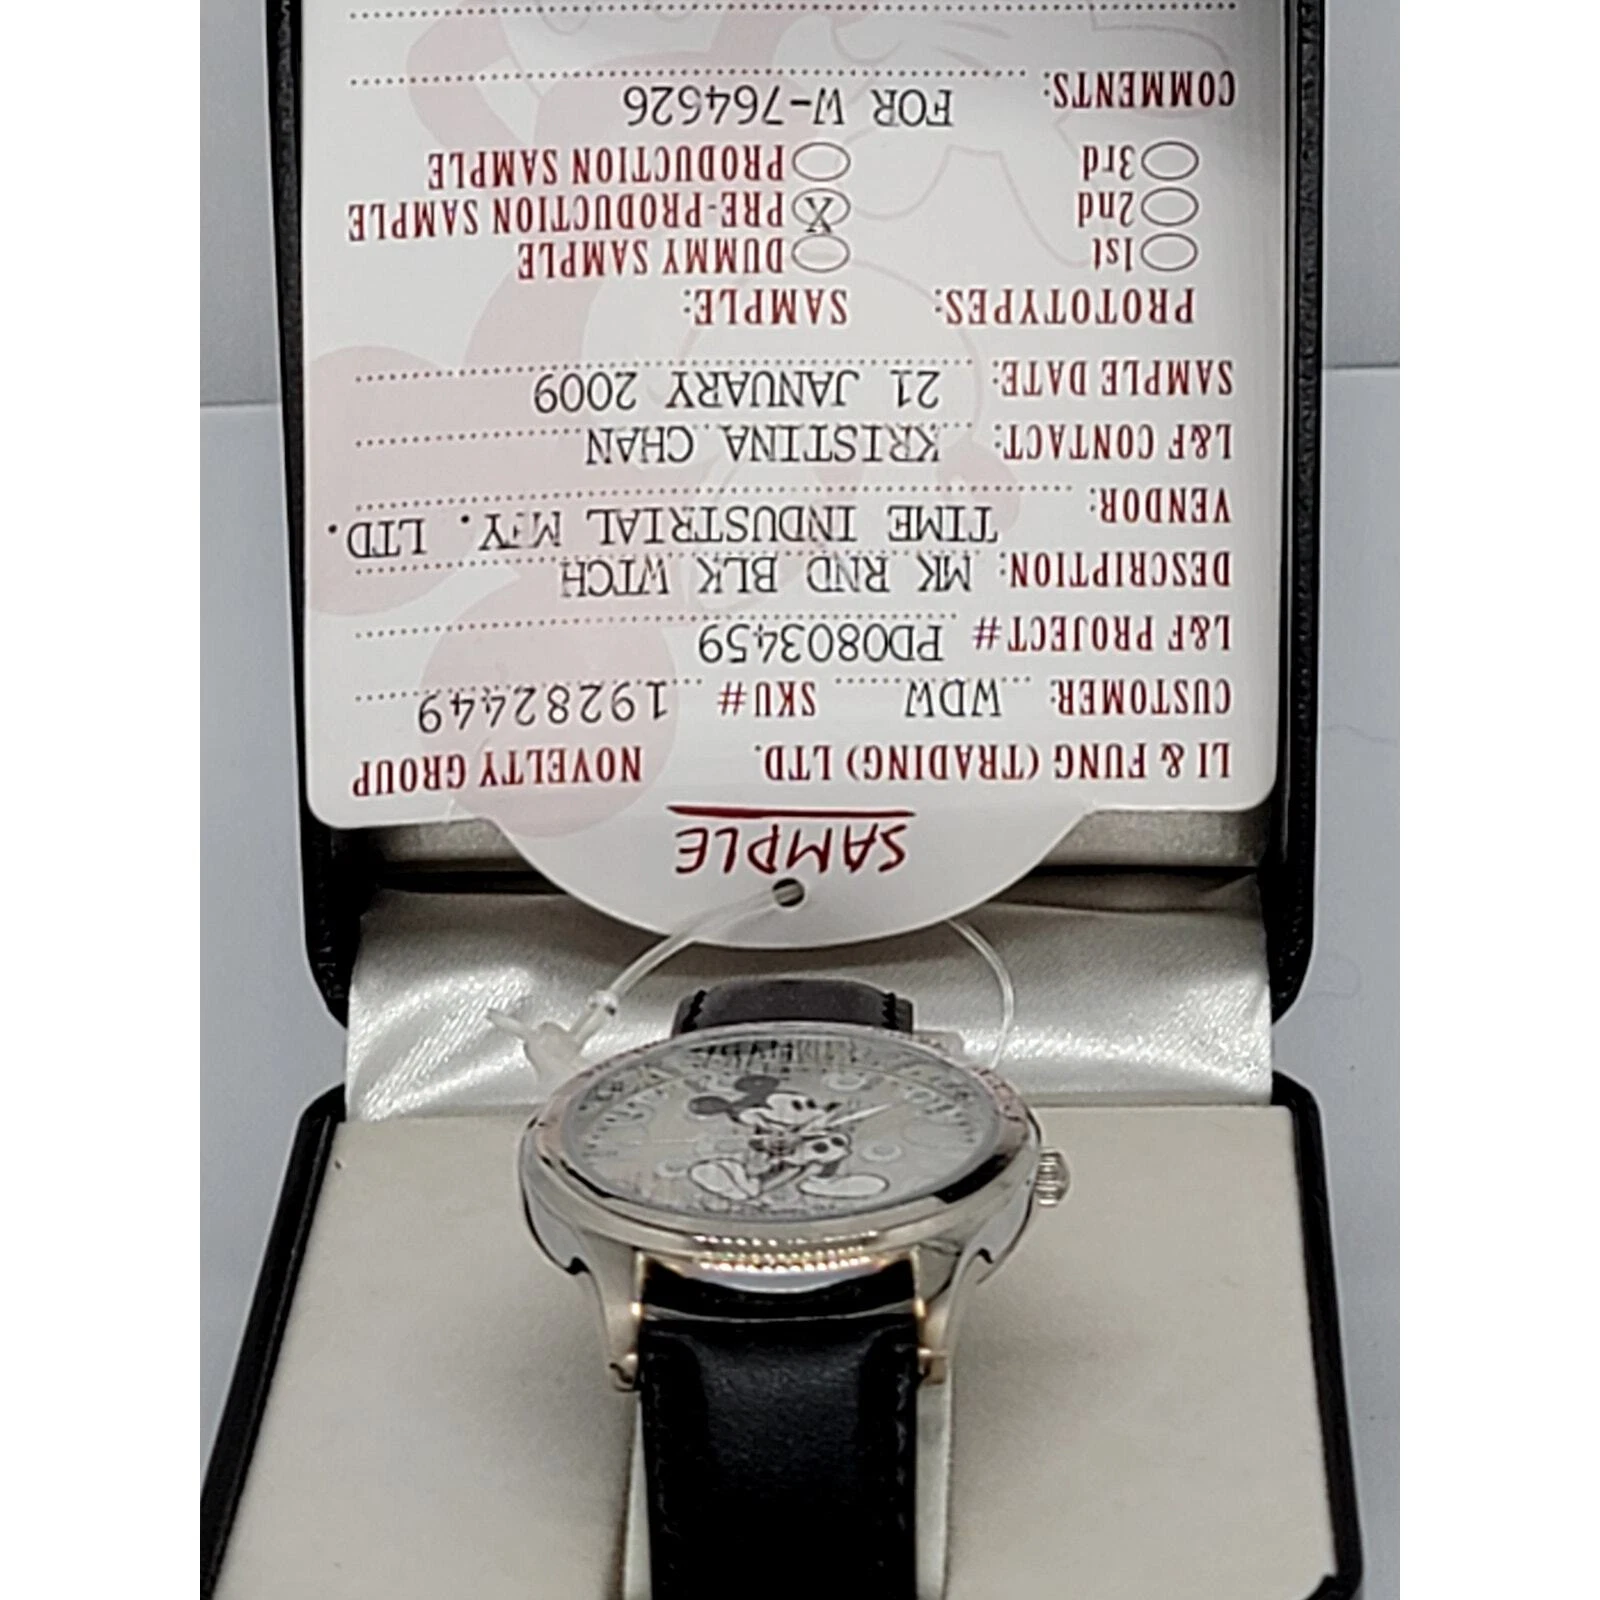 SAMPLE
LI & FUNG (TRADING) LTD. NOVELTY GROUP
CUSTOMER: WDW SKU# 19282449
L&F PROJECT# PD0803459
DESCRIPTION: MK RND BLK WTCH
VENDOR: TIME INDUSTRIAL MFY. LTD.
L&F CONTACT: KRISTINA CHAN
SAMPLE DATE: 21 JANUARY 2009
PROTOTYPES: SAMPLE:
1st DUMMY SAMPLE
2nd X PRE-PRODUCTION SAMPLE
3rd PRODUCTION SAMPLE
COMMENTS: FOR W-764526